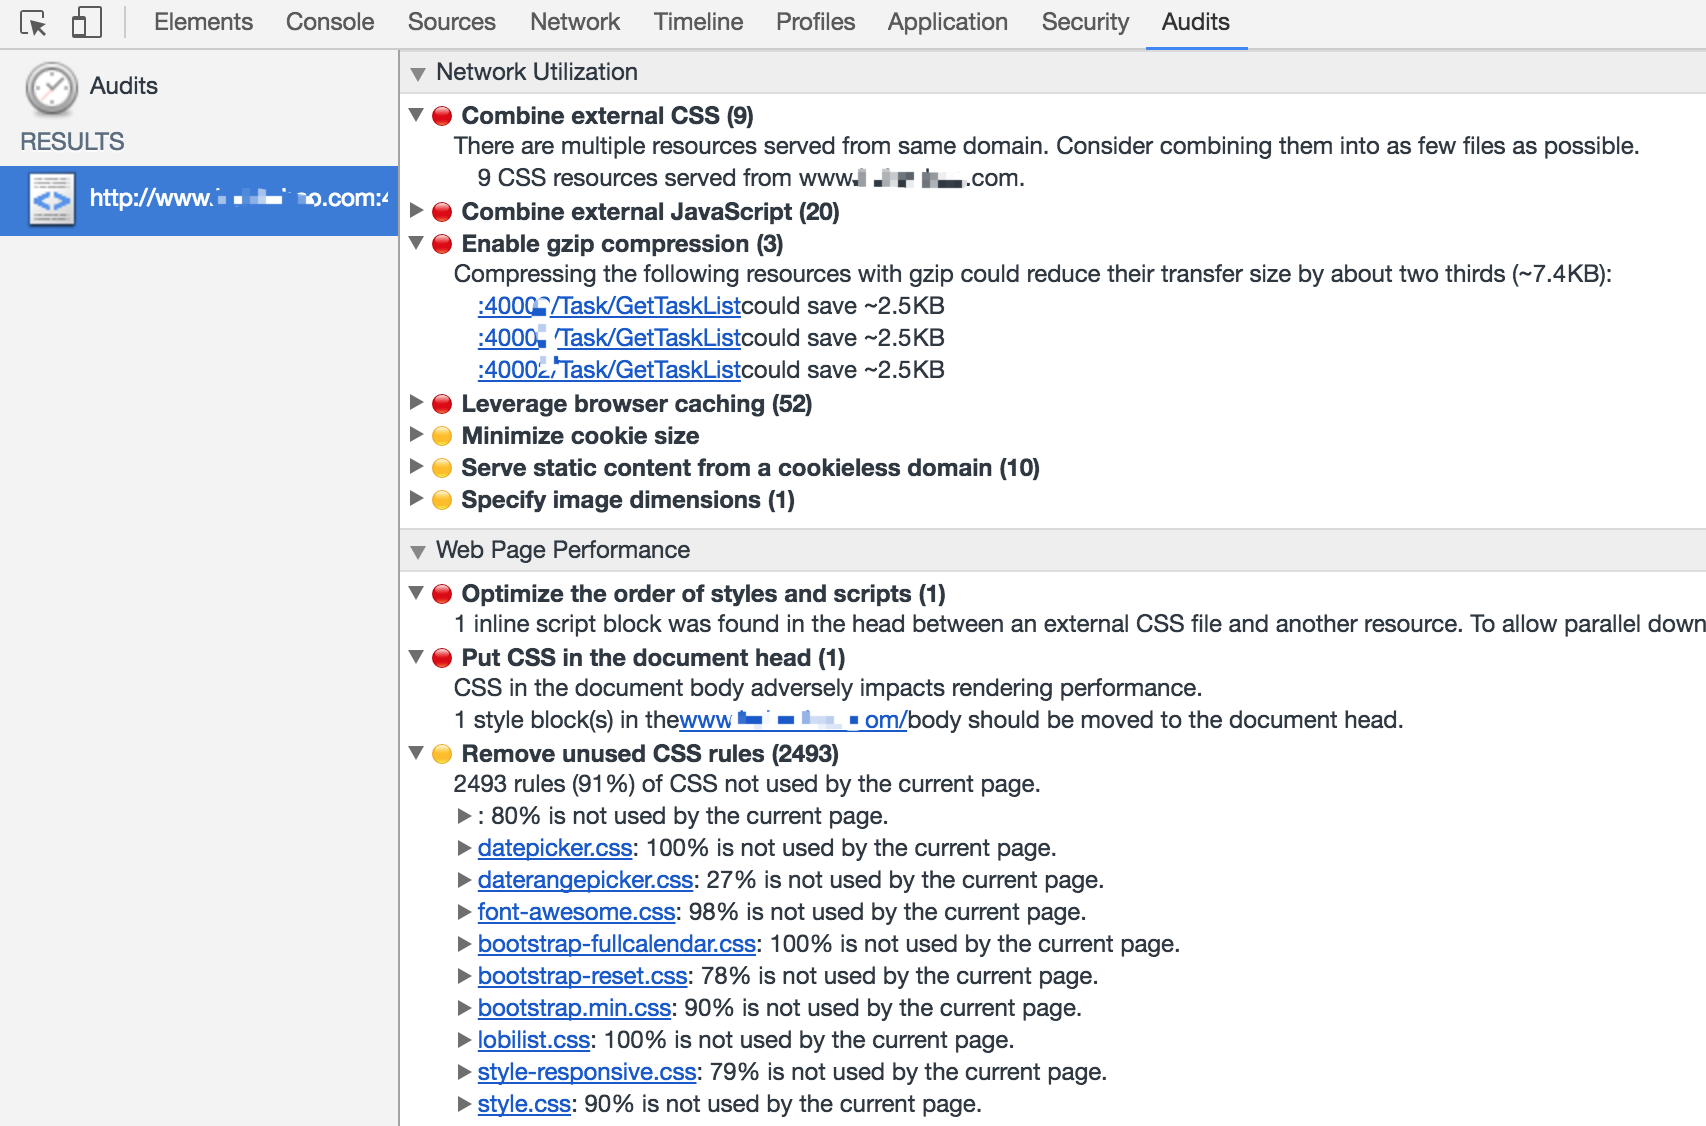 Elements Console Sources Network Timeline Profiles Application Security Audits
Audits
RESULTS
http://www. o.com:4
Network Utilization
Combine external CSS (9)
There are multiple resources served from same domain. Consider combining them into as few files as possible.
9 CSS resources served from www. .com.
Combine external JavaScript (20)
Enable gzip compression (3)
Compressing the following resources with gzip could reduce their transfer size by about two thirds (~7.4KB):
:4000 /Task/GetTaskListcould save ~2.5KB
:4000 /Task/GetTaskListcould save ~2.5KB
:40002/Task/GetTaskListcould save ~2.5KB
Leverage browser caching (52)
Minimize cookie size
Serve static content from a cookieless domain (10)
Specify image dimensions (1)
Web Page Performance
Optimize the order of styles and scripts (1)
1 inline script block was found in the head between an external CSS file and another resource. To allow parallel down
Put CSS in the document head (1)
CSS in the document body adversely impacts rendering performance.
1 style block(s) in thewww om/body should be moved to the document head.
Remove unused CSS rules (2493)
2493 rules (91%) of CSS not used by the current page.
: 80% is not used by the current page.
datepicker.css: 100% is not used by the current page.
daterangepicker.css: 27% is not used by the current page.
font-awesome.css: 98% is not used by the current page.
bootstrap-fullcalendar.css: 100% is not used by the current page.
bootstrap-reset.css: 78% is not used by the current page.
bootstrap.min.css: 90% is not used by the current page.
lobilist.css: 100% is not used by the current page.
style-responsive.css: 79% is not used by the current page.
style.css: 90% is not used by the current page.